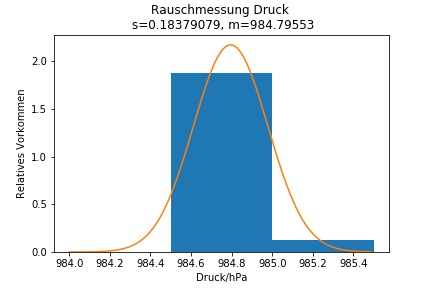 Rauschmessung Druck
s=0.18379079, m=984.79553
Relatives Vorkommen
2.0
1.5
1.0
0.5
0.0
984.0 984.2 984.4 984.6 984.8 985.0 985.2 985.4
Druck/hPa